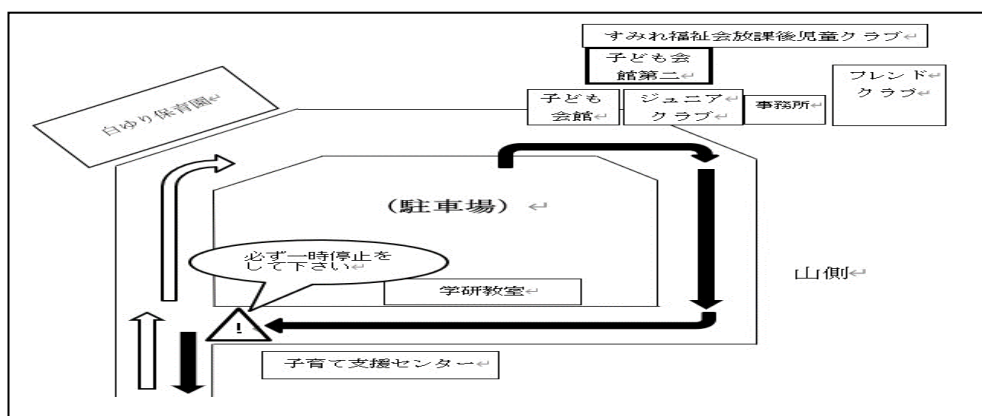 すみれ福祉会放課後児童クラブ
子ども会
館第二
フレンド
クラブ
子ども
会館
ジュニア
クラブ
事務所
白ゆり保育園
(駐車場)
必ず一時停止を
して下さい
学研教室
山側
!
子育て支援センター